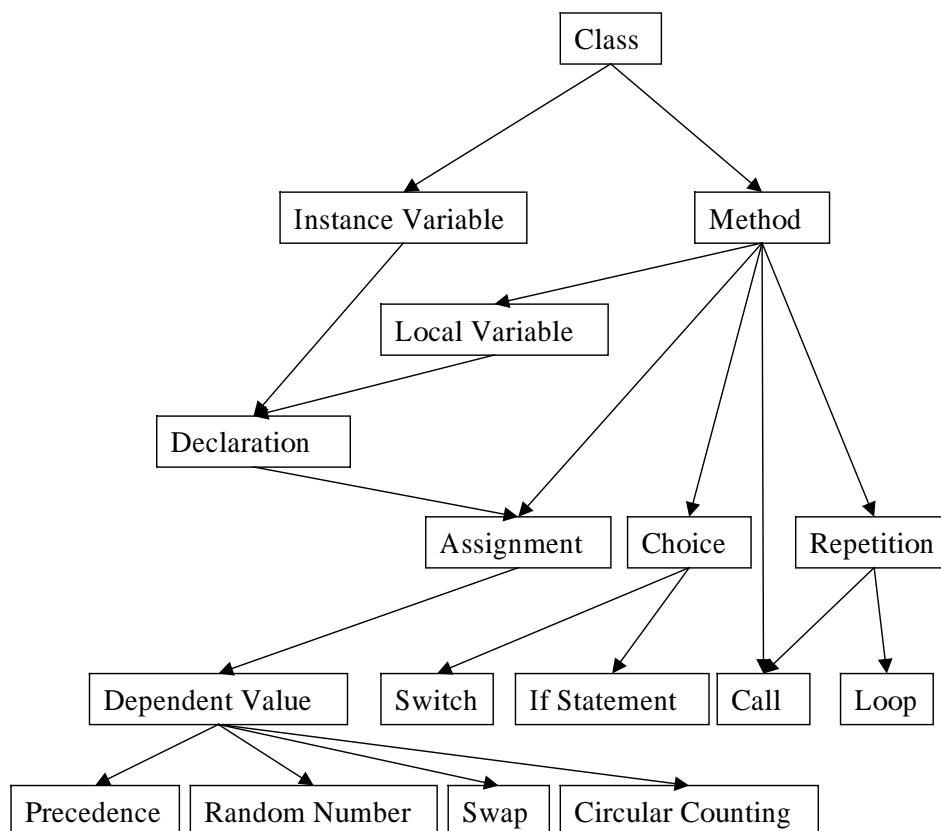 Class
Instance Variable
Method
Local Variable
Declaration
Assignment
Choice
Repetition
Dependent Value
Switch
If Statement
Call
Loop
Precedence
Random Number
Swap
Circular Counting